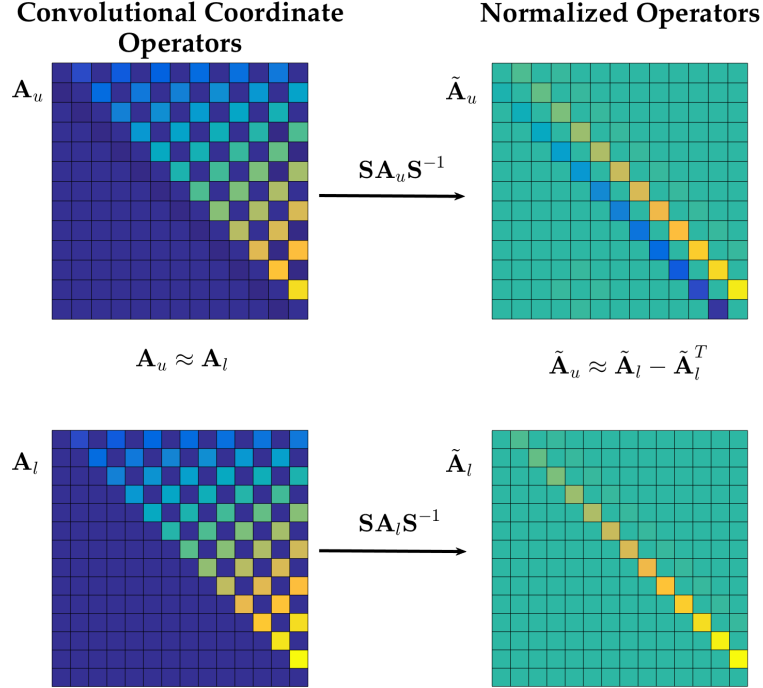 Convolutional Coordinate
Operators
Normalized Operators
A_u
SA_uS^{-1}
Ã_u
A_u ≈ A_l
Ã_u ≈ Ã_l − Ã_l^T
A_l
SA_lS^{-1}
Ã_l